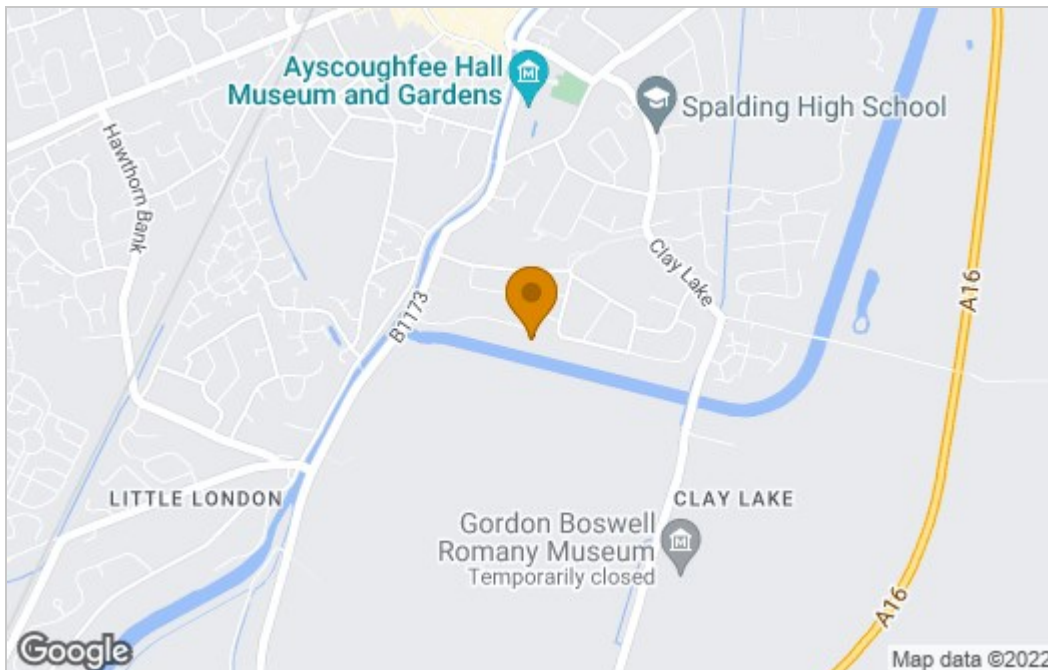 Ayscoughfee Hall
Museum and Gardens
Spalding High School
Hawthorn Bank
Clay Lake
B1173
A16
LITTLE LONDON
CLAY LAKE
Gordon Boswell
Romany Museum
Temporarily closed
A16
Google
Map data ©2022